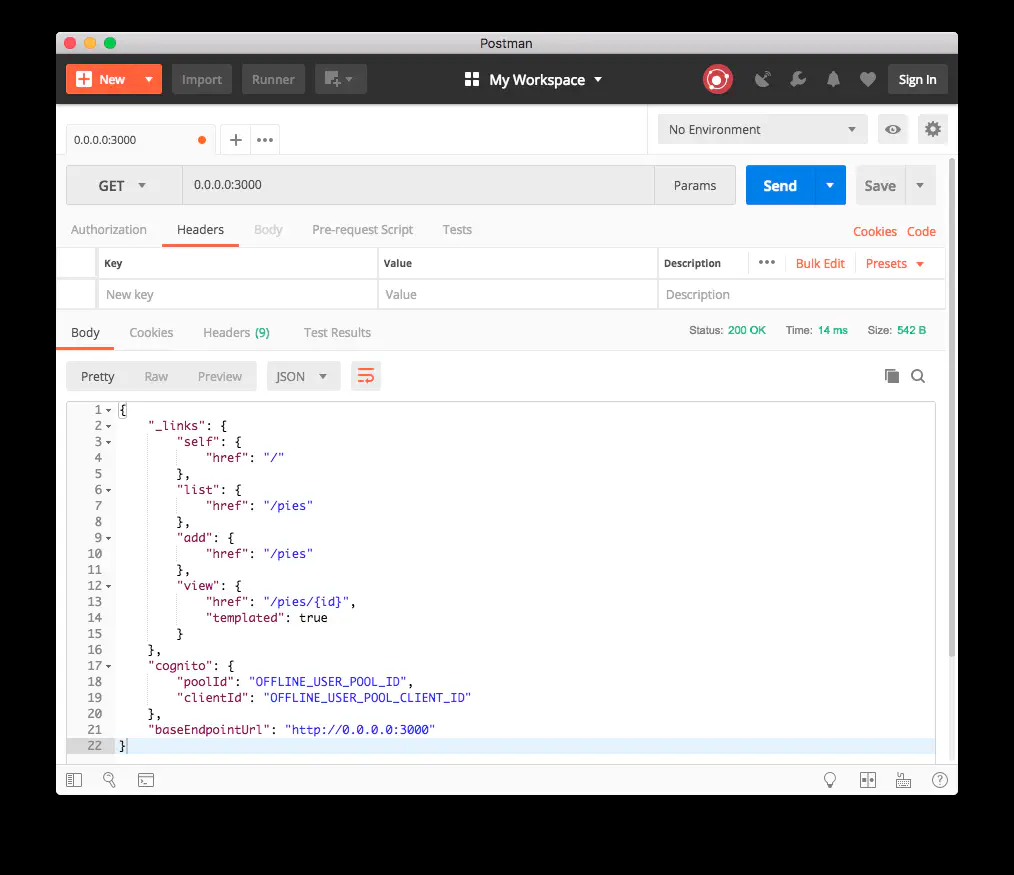 Postman
New Import Runner My Workspace Sign In
0.0.0.0:3000 No Environment
GET 0.0.0.0:3000 Params Send Save
Authorization Headers Body Pre-request Script Tests Cookies Code
Key Value Description Bulk Edit Presets
New key Value Description
Body Cookies Headers (9) Test Results Status: 200 OK Time: 14 ms Size: 542 B
Pretty Raw Preview JSON
1 {
2 "_links": {
3 "self": {
4 "href": "/"
5 },
6 "list": {
7 "href": "/pies"
8 },
9 "add": {
10 "href": "/pies"
11 },
12 "view": {
13 "href": "/pies/{id}",
14 "templated": true
15 }
16 },
17 "cognito": {
18 "poolId": "OFFLINE_USER_POOL_ID",
19 "clientId": "OFFLINE_USER_POOL_CLIENT_ID"
20 },
21 "baseEndpointUrl": "http://0.0.0.0:3000"
22 }